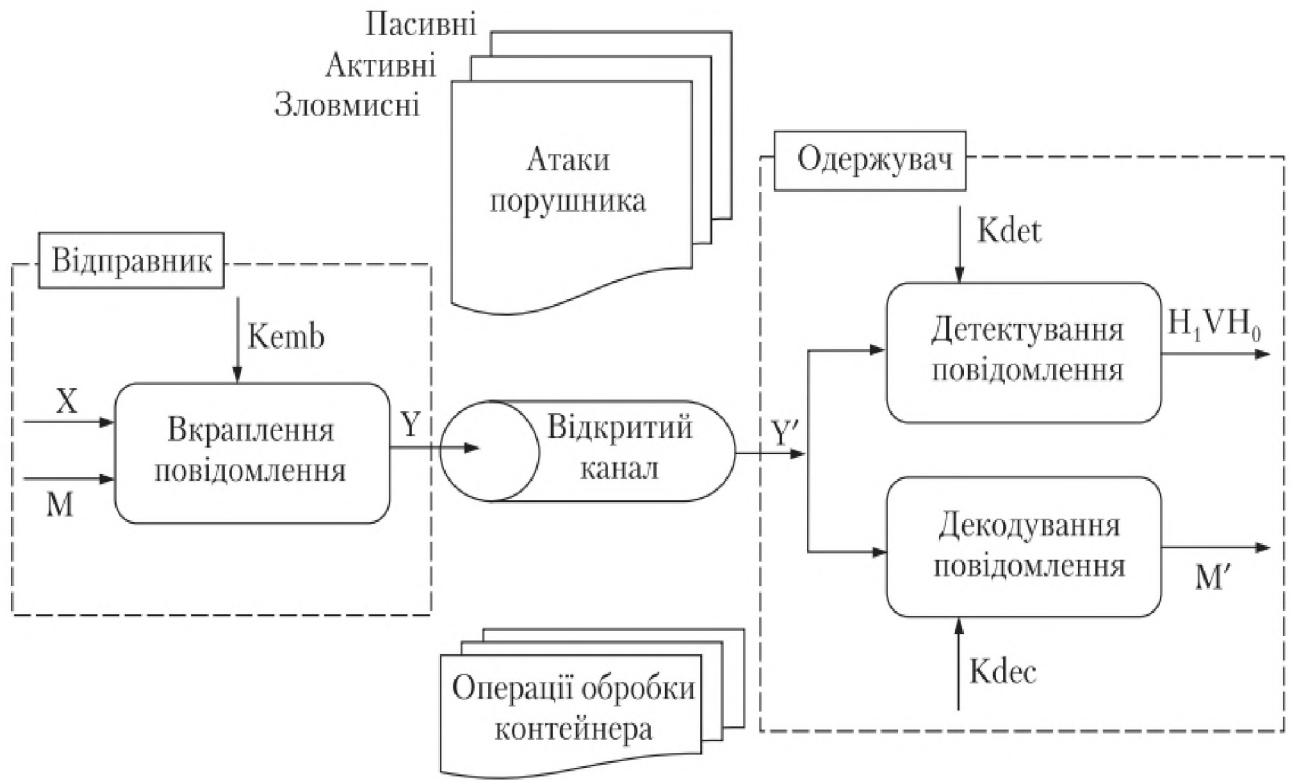 Пасивні
Активні
Зловмисні
Атаки
порушника
Одержувач
Kdet
Відправник
Kemb
Детектування
повідомлення
H₁VH₀
X
Вкраплення
повідомлення
M
Y
Відкритий
канал
Y′
Декодування
повідомлення
M′
Kdec
Операції обробки
контейнера